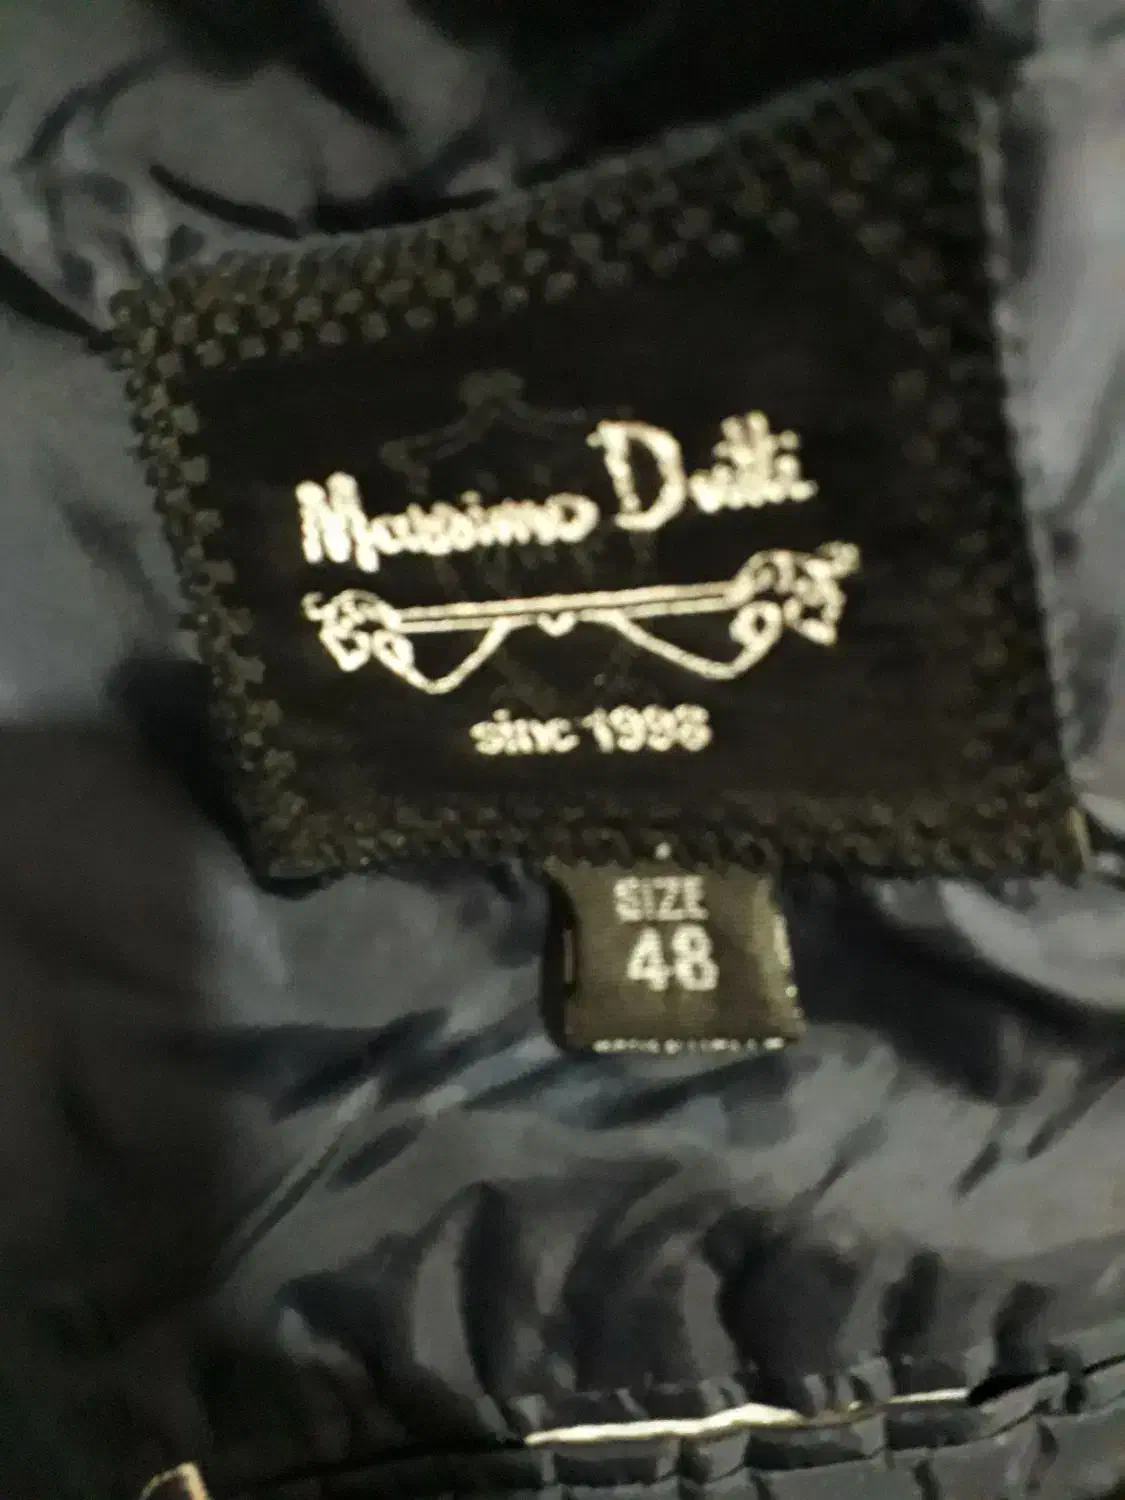 Massimo Dutti
sinc 1998
SIZE
48